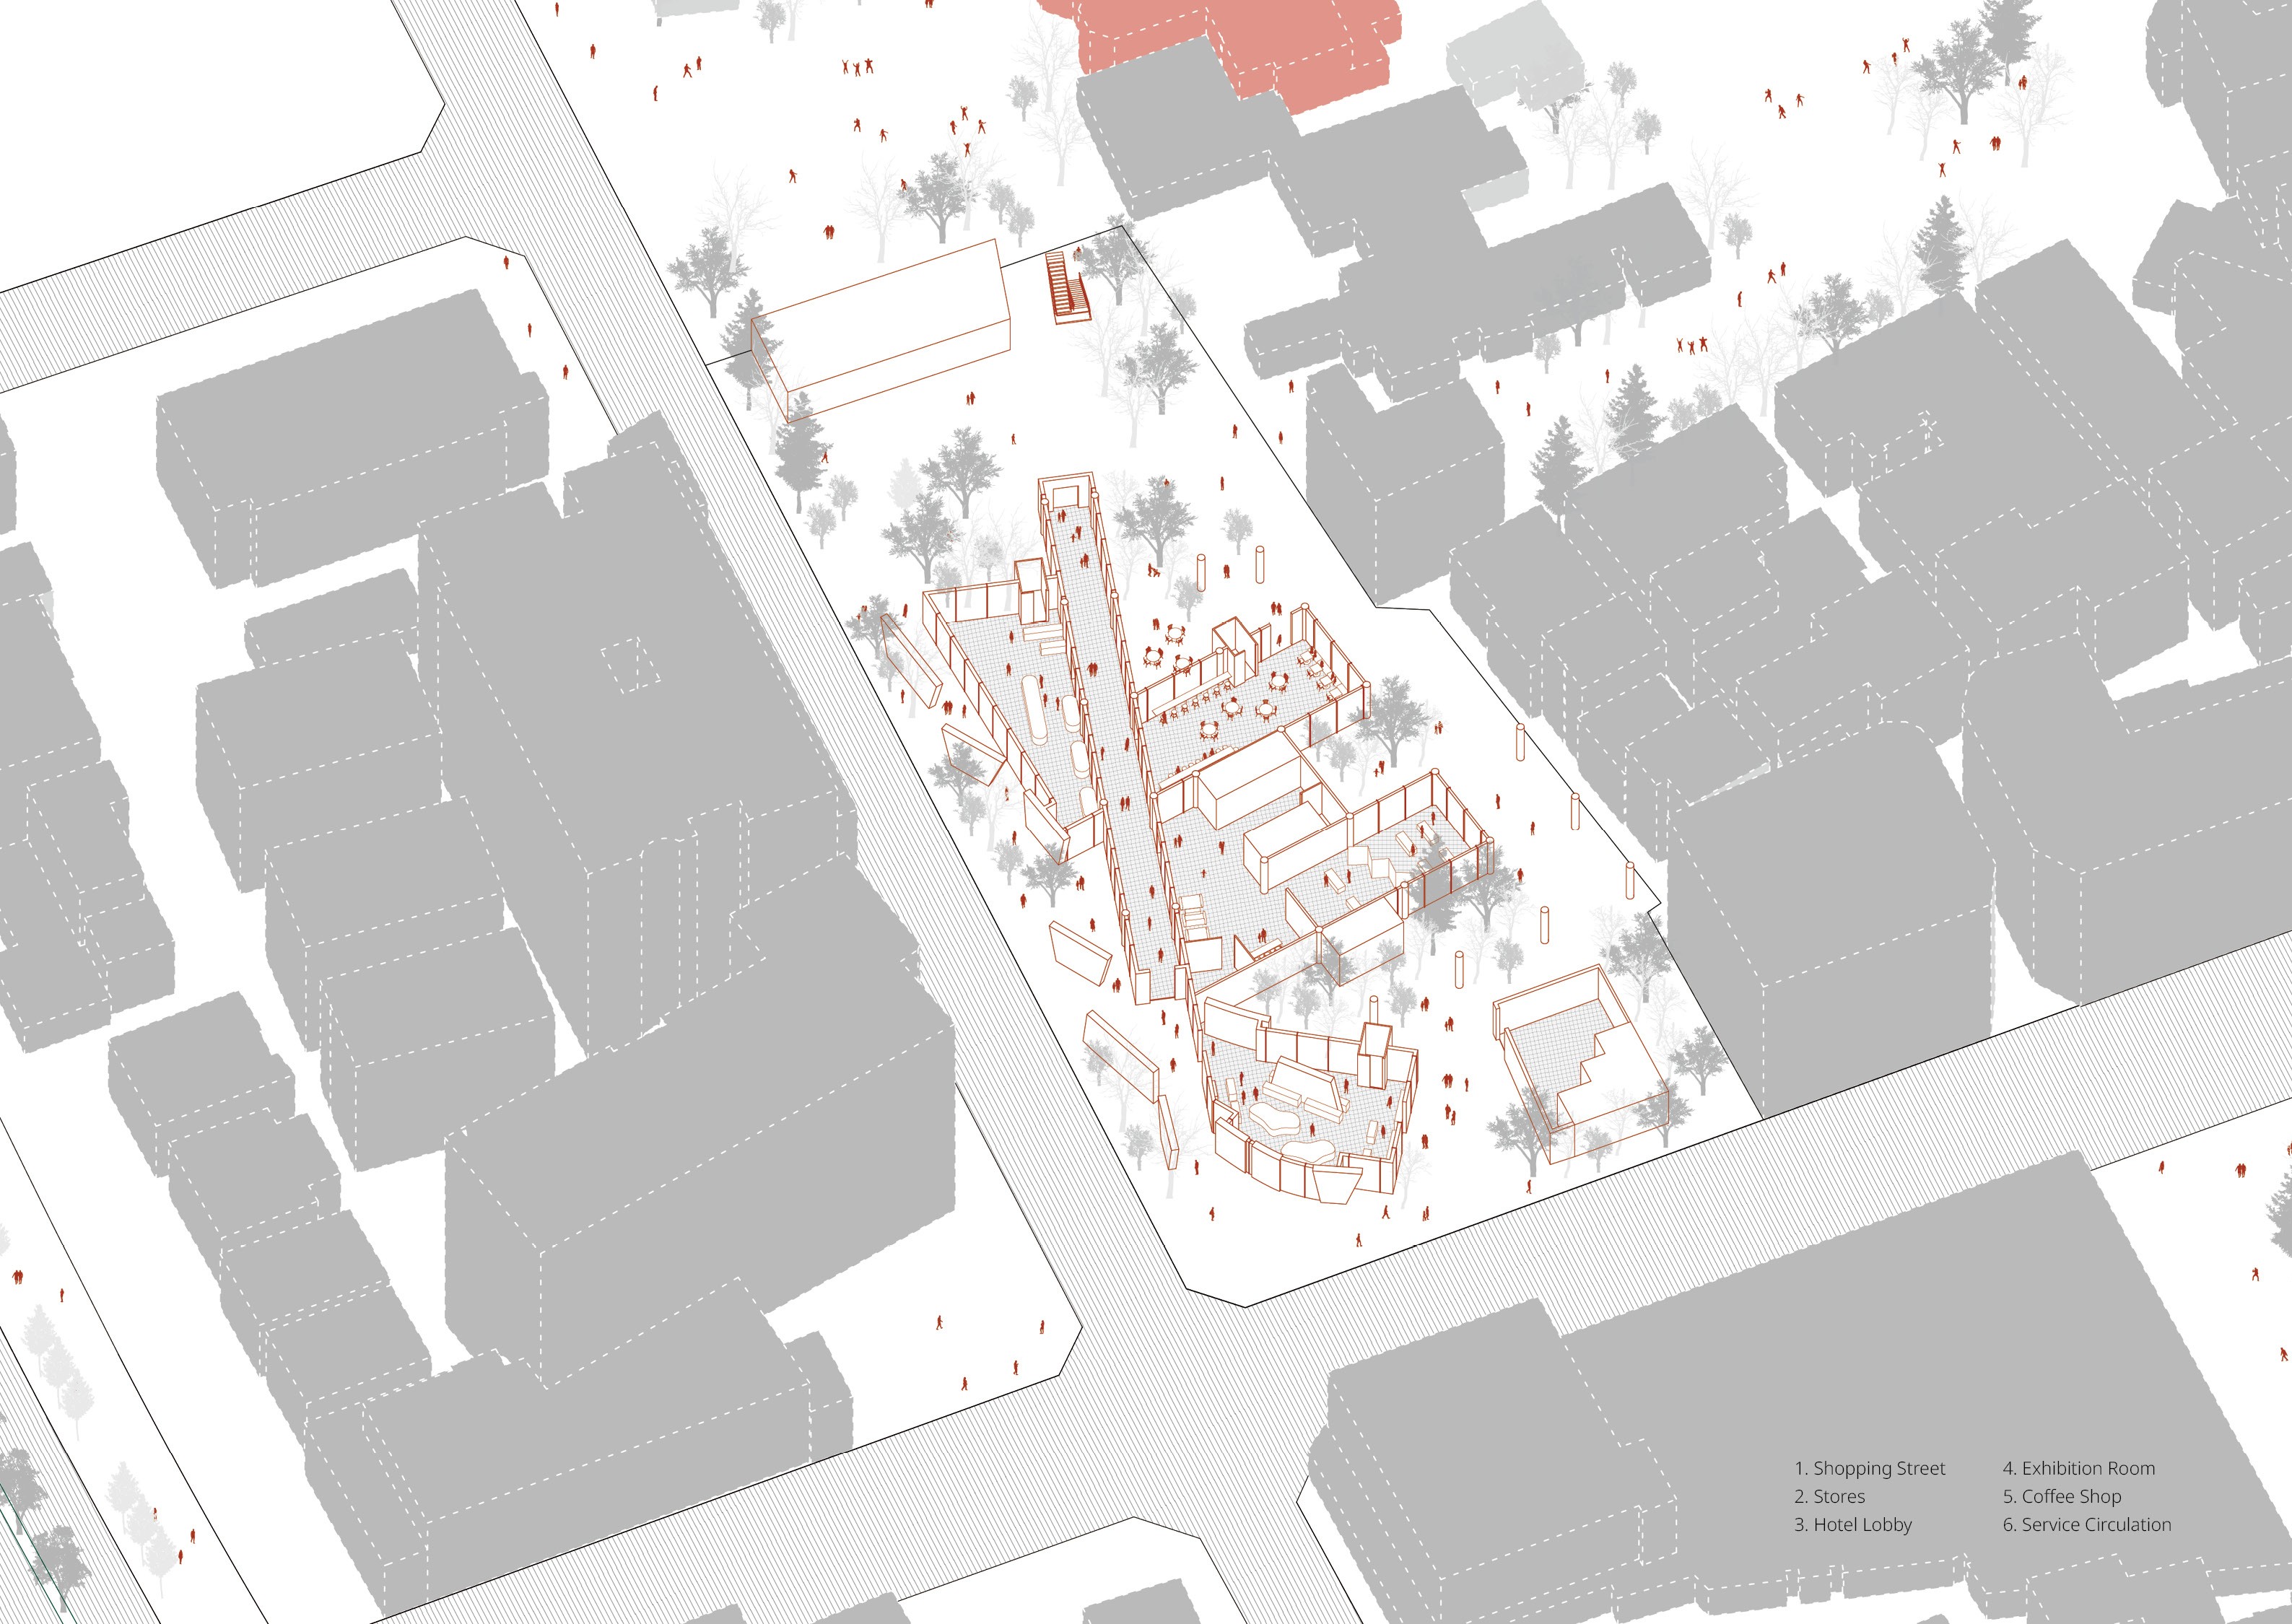 1. Shopping Street
2. Stores
3. Hotel Lobby
4. Exhibition Room
5. Coffee Shop
6. Service Circulation